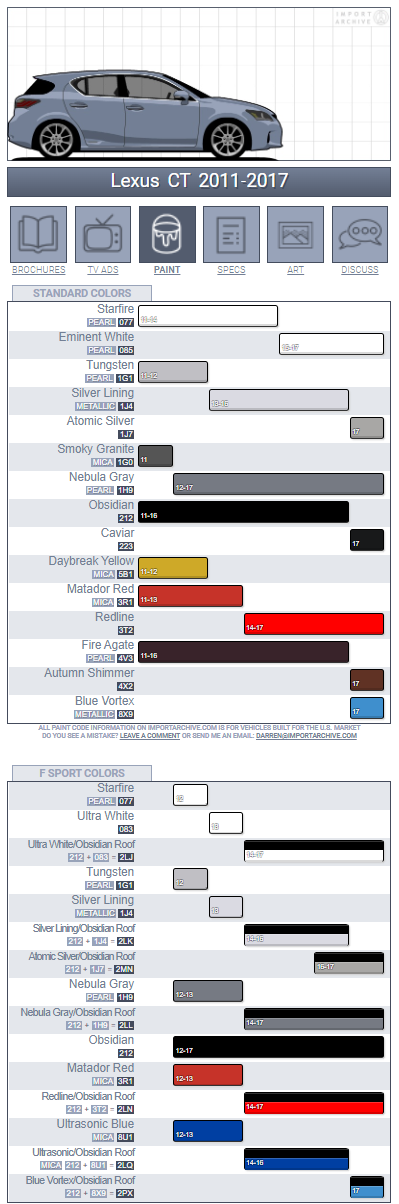 IMPORT
ARCHIVE
Lexus CT 2011-2017
BROCHURES TV ADS PAINT SPECS ART DISCUSS
STANDARD COLORS
Starfire
PEARL 077 11-14
Eminent White
PEARL 085 15-17
Tungsten
PEARL 1G1 11-12
Silver Lining
METALLIC 1J4 13-16
Atomic Silver
1J7 17
Smoky Granite
MICA 1G0 11
Nebula Gray
PEARL 1H9 12-17
Obsidian
212 11-16
Caviar
223 17
Daybreak Yellow
MICA 5B1 11-12
Matador Red
MICA 3R1 11-13
Redline
3T2 14-17
Fire Agate
PEARL 4V3 11-16
Autumn Shimmer
4X2 17
Blue Vortex
METALLIC 8X9 17
ALL PAINT CODE INFORMATION ON IMPORTARCHIVE.COM IS FOR VEHICLES BUILT FOR THE U.S. MARKET
DO YOU SEE A MISTAKE? LEAVE A COMMENT OR SEND ME AN EMAIL: DARREN@IMPORTARCHIVE.COM
F SPORT COLORS
Starfire
PEARL 077 12
Ultra White
083 13
Ultra White/Obsidian Roof
212 + 083 = 2LJ 14-17
Tungsten
PEARL 1G1 12
Silver Lining
METALLIC 1J4 13
Silver Lining/Obsidian Roof
212 + 1J4 = 2LK 14-16
Atomic Silver/Obsidian Roof
212 + 1J7 = 2MN 16-17
Nebula Gray
PEARL 1H9 12-13
Nebula Gray/Obsidian Roof
212 + 1H9 = 2LL 14-17
Obsidian
212 12-17
Matador Red
MICA 3R1 12-13
Redline/Obsidian Roof
212 + 3T2 = 2LN 14-17
Ultrasonic Blue
MICA 8U1 12-13
Ultrasonic/Obsidian Roof
MICA 212 + 8U1 = 2LQ 14-16
Blue Vortex/Obsidian Roof
212 + 8X9 = 2PX 17